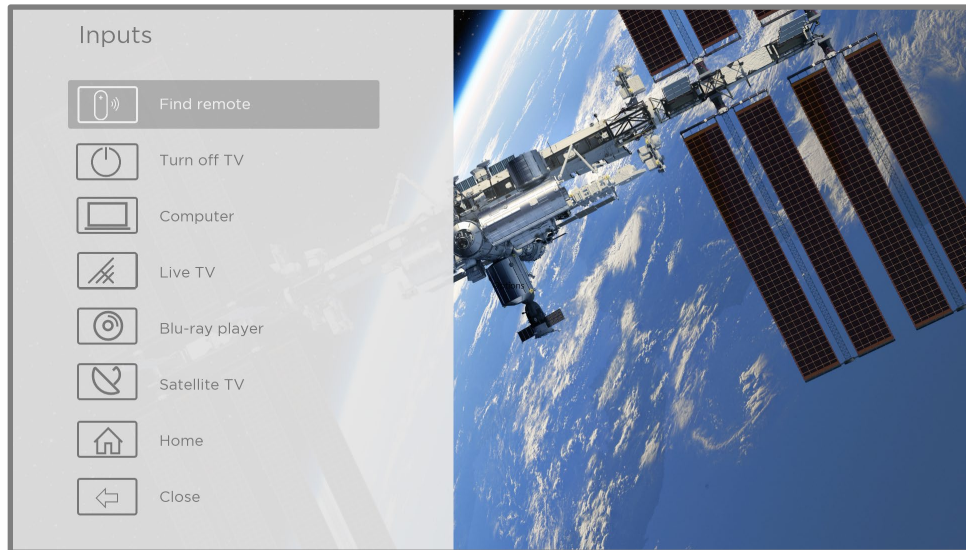 Inputs
Find remote
Turn off TV
Computer
Live TV
Blu-ray player
Satellite TV
Home
Close